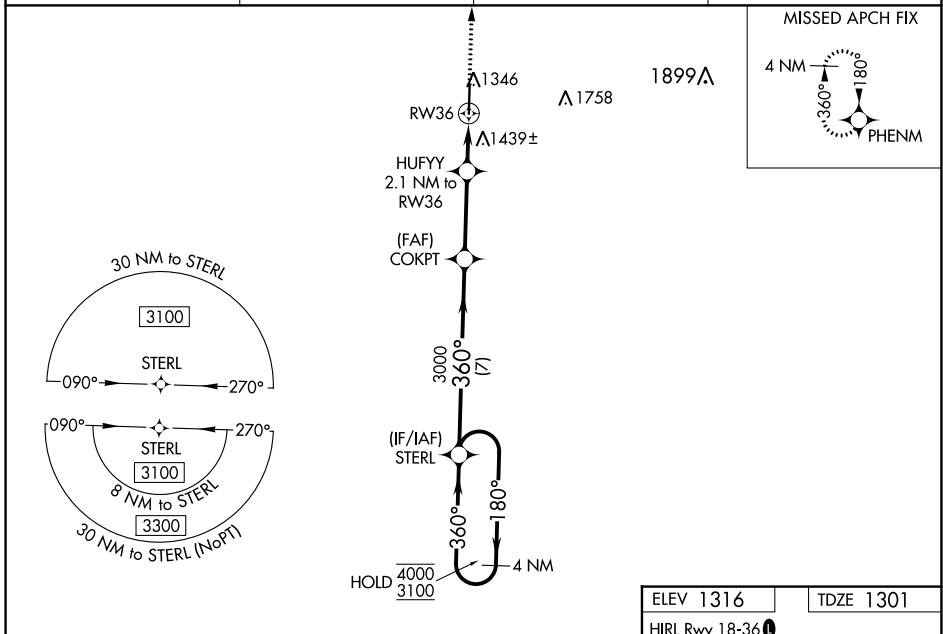 MISSED APCH FIX
4 NM
360°
180°
PHENM
1346
1758
1899
RW36
1439±
HUFYY
2.1 NM to
RW36
(FAF)
COKPT
3000
360°
(7)
(IF/IAF)
STERL
360°
180°
HOLD 4000
3100
4 NM
30 NM to STERL
3100
STERL
090°
270°
090°
270°
STERL
3100
8 NM to STERL
3300
30 NM to STERL (NoPT)
ELEV 1316
TDZE 1301
HIRL Rwy 18-36 L